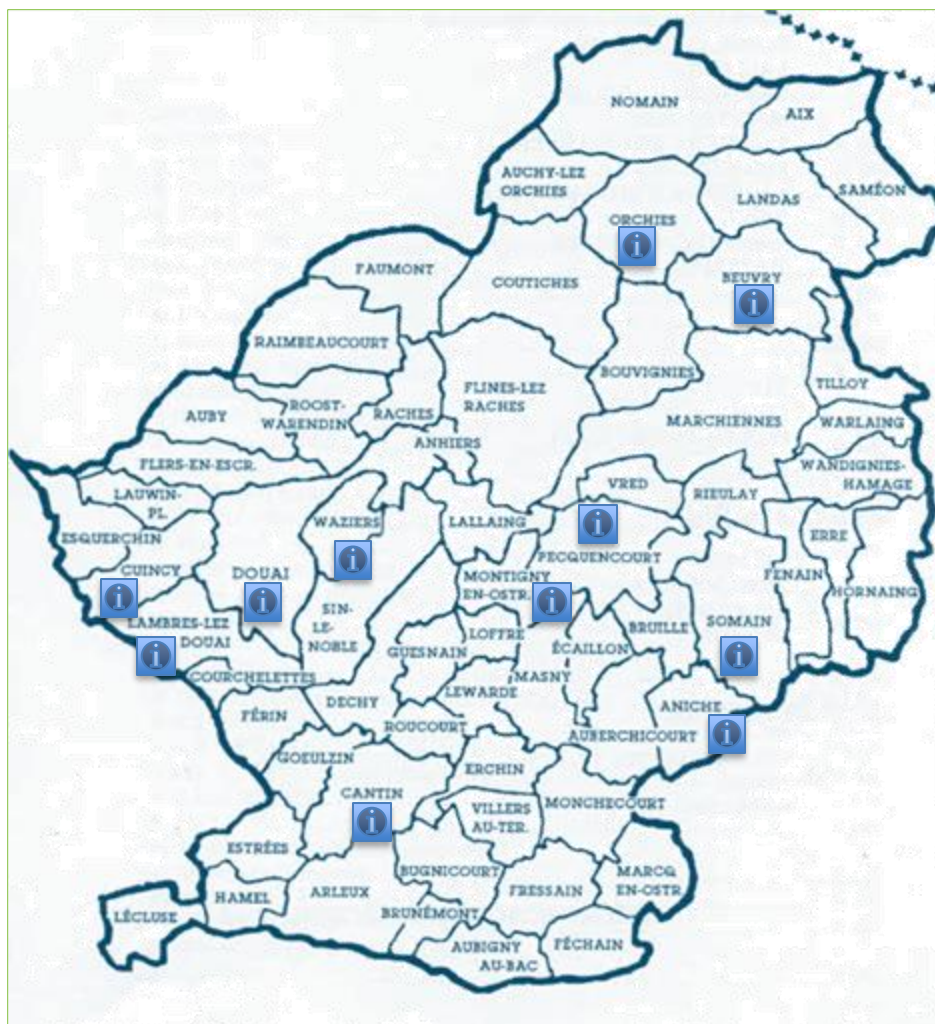 NOMAIN
AIX
AUCHY-LEZ
ORCHIES
SAMÉON
LANDAS
ORCHIES
i
FAUMONT
COUTICHES
BEUVRY
i
RAIMBEAUCOURT
BOUVIGNIES
FLINES-LEZ
RACHES
TILLOY
AUBY
ROOST-
WARENDIN
RACHES
MARCHIENNES
WARLAING
ANHIERS
FLERS-EN-ESCR.
WANDIGNIES-
HAMAGE
LAUWIN-
PL.
VRED
RIEULAY
WAZIERS
i
LALLAING
i
ESQUERCHIN
ERRE
PECQUENCOURT
CUINCY
i
DOUAI
i
MONTIGNY
EN-OSTR.
i
FENAIN
HORNAING
SIN-
LE-
NOBLE
LAMBRES-LEZ
DOUAI
i
LOFFRE
BRUILLE
SOMAIN
i
GUESNAIN
ÉCAILLON
COURCHELETTES
MASNY
LEWARDE
DECHY
FÉRIN
ANICHE
i
ROUCOURT
AUBERCHICOURT
GOEULZIN
ERCHIN
CANTIN
i
VILLERS
AU-TER.
MONCHECOURT
ESTRÉES
BUGNICOURT
MARCQ
EN-OSTR.
HAMEL
ARLEUX
FRESSAIN
LÉCLUSE
BRUNÉMONT
AUBIGNY
AU-BAC
FÉCHAIN